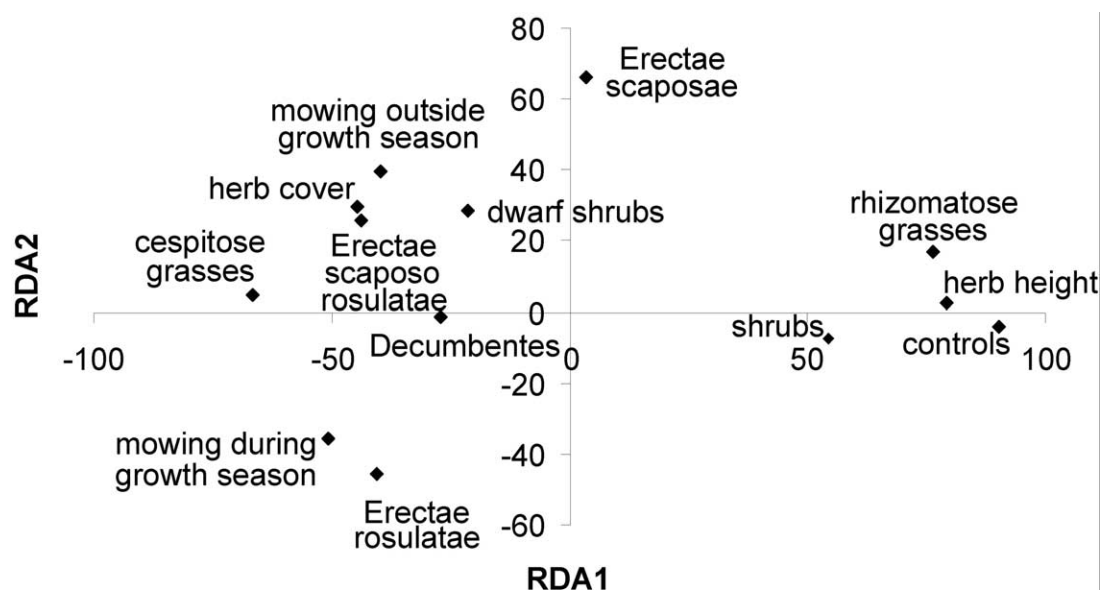 80
Erectae
scaposae
60
mowing outside
growth season
40
herb cover
dwarf shrubs
rhizomatose
grasses
20
cespitose
grasses
Erectae
scaposo
rosulatae
herb height
RDA2
0
shrubs
controls
Decumbentes
-100
-50
0
50
100
-20
mowing during
growth season
-40
Erectae
rosulatae
-60
RDA1